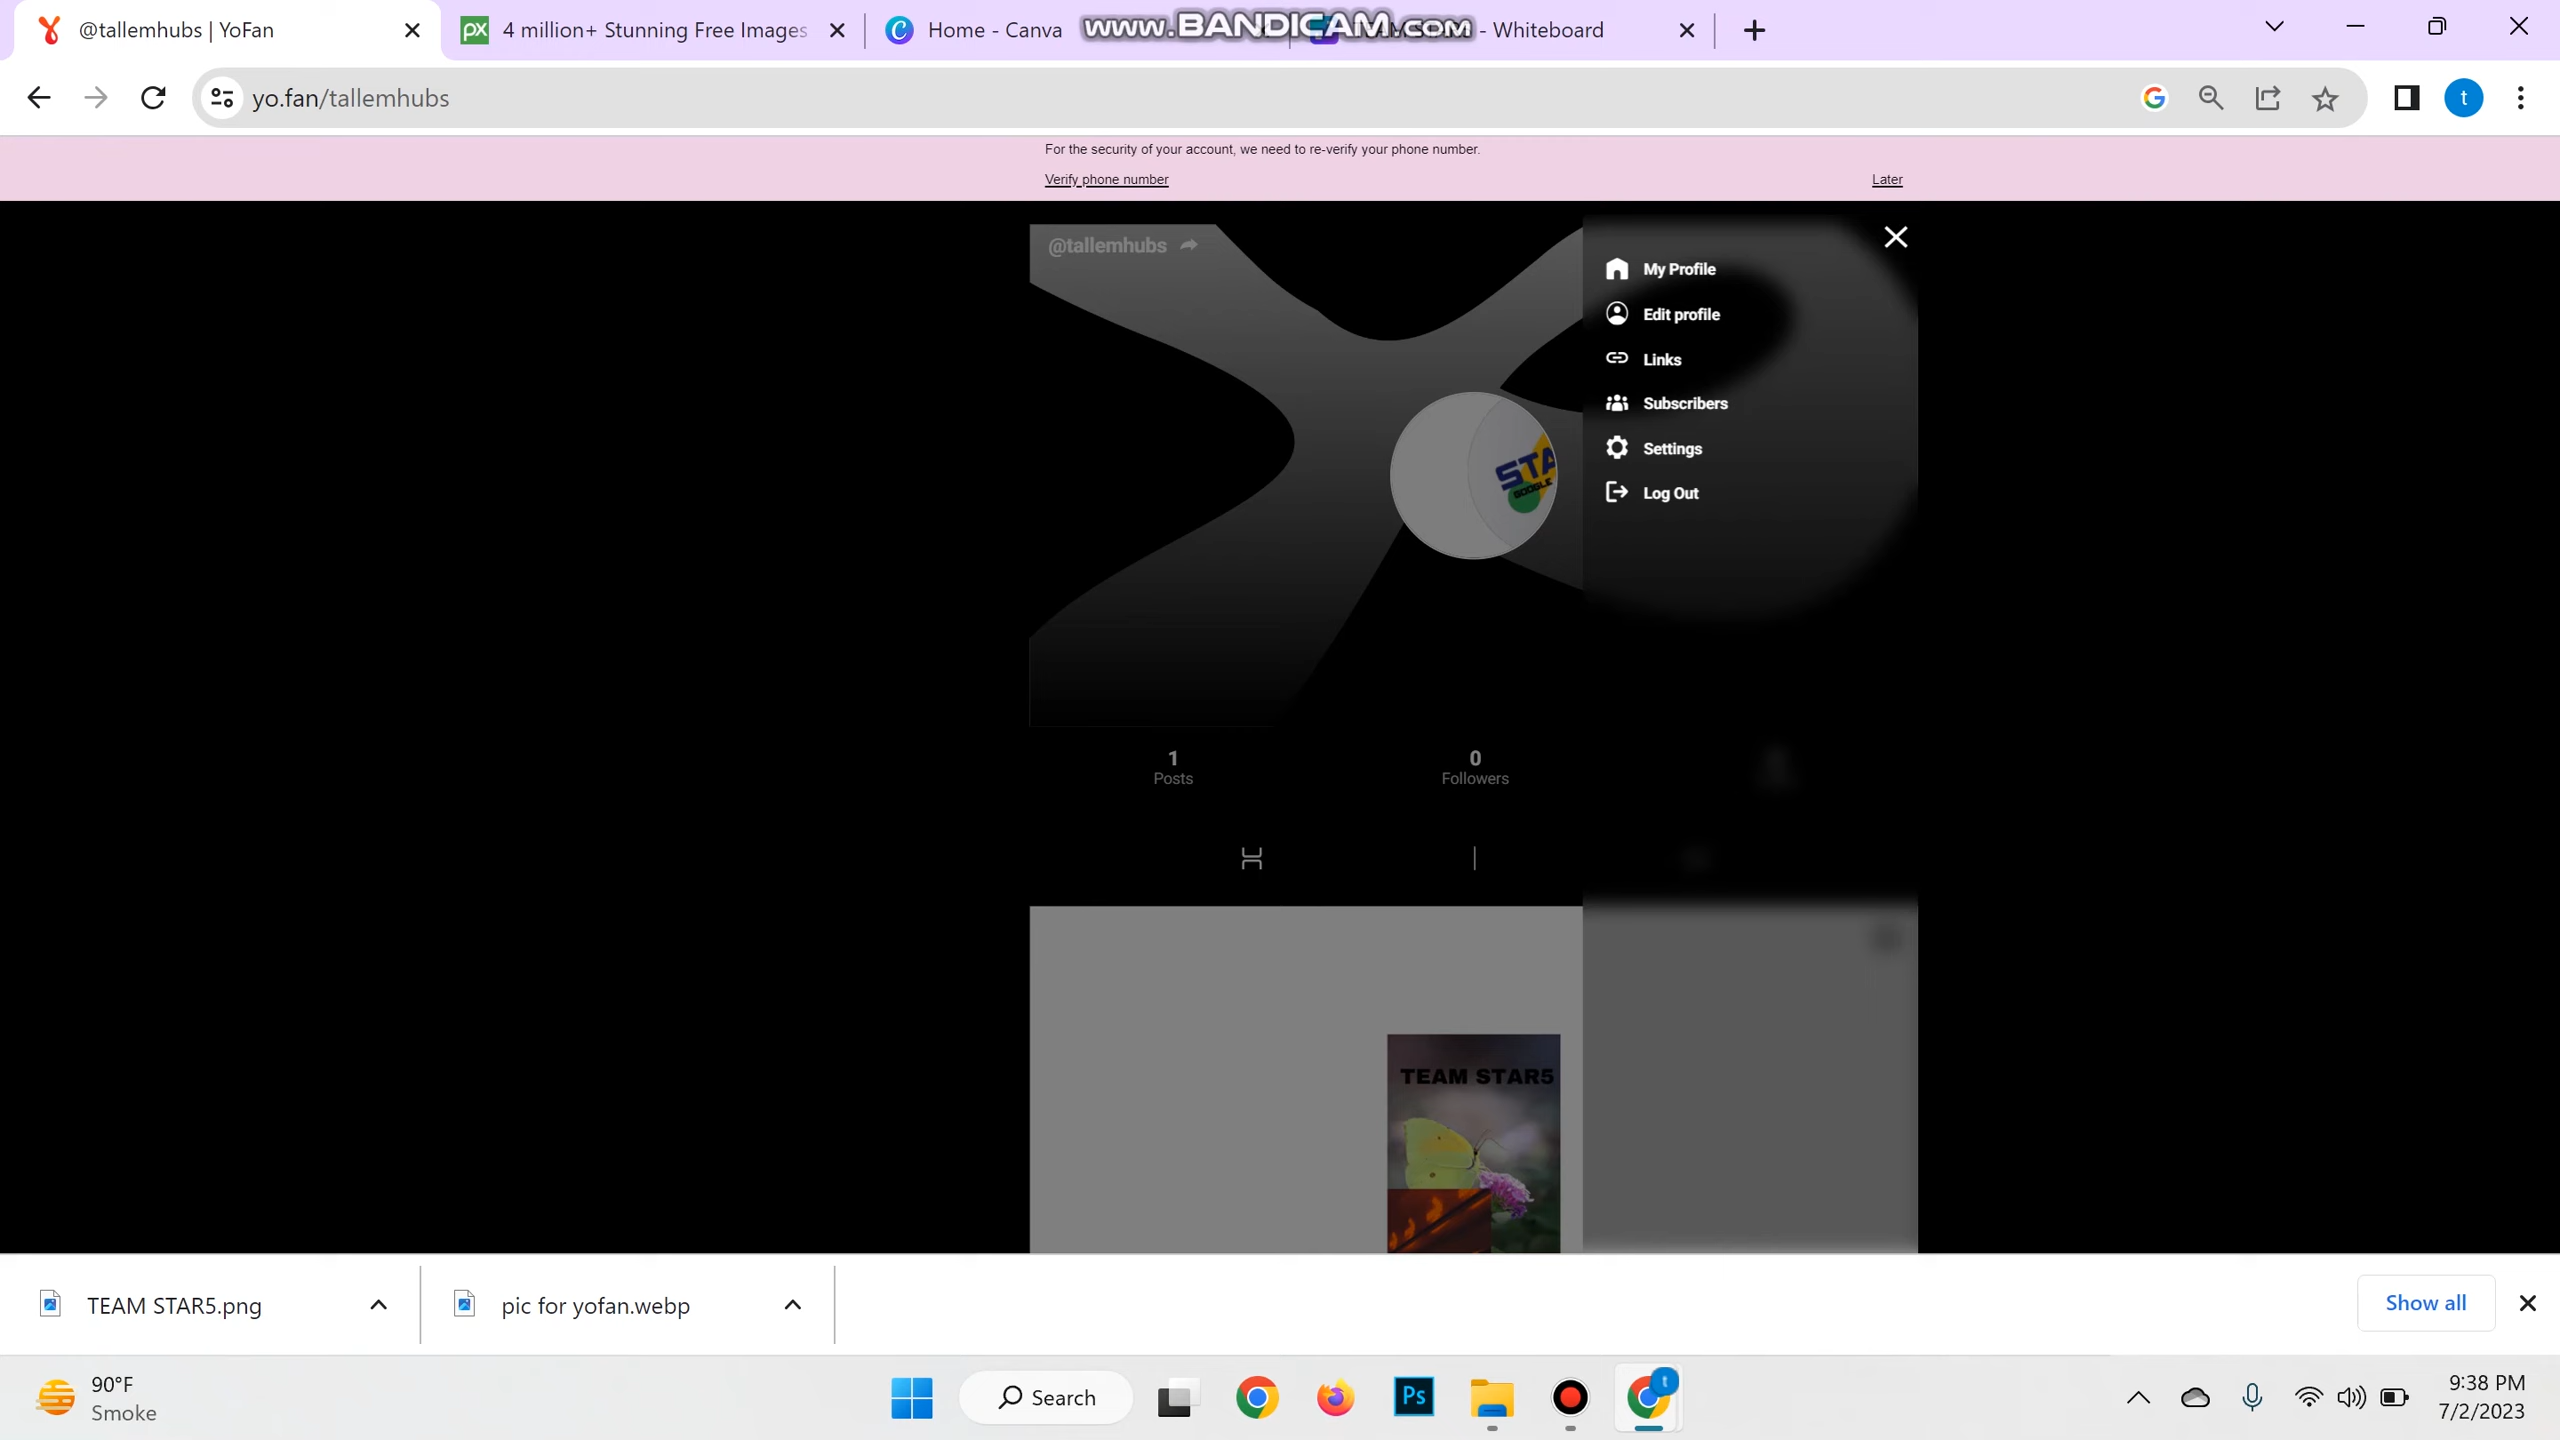 @tallemhubs | YoFan
4 million+ Stunning Free Images
Home - Canva
www.BANDICAM.com
- Whiteboard
yo.fan/tallemhubs
For the security of your account, we need to re-verify your phone number.
Verify phone number
Later
@tallemhubs
My Profile
Edit profile
Links
Subscribers
Settings
Log Out
STA
GOOGLE
1
Posts
0
Followers
TEAM STAR5
TEAM STAR5.png
pic for yofan.webp
Show all
90°F
Smoke
Search
Ps
9:38 PM
7/2/2023